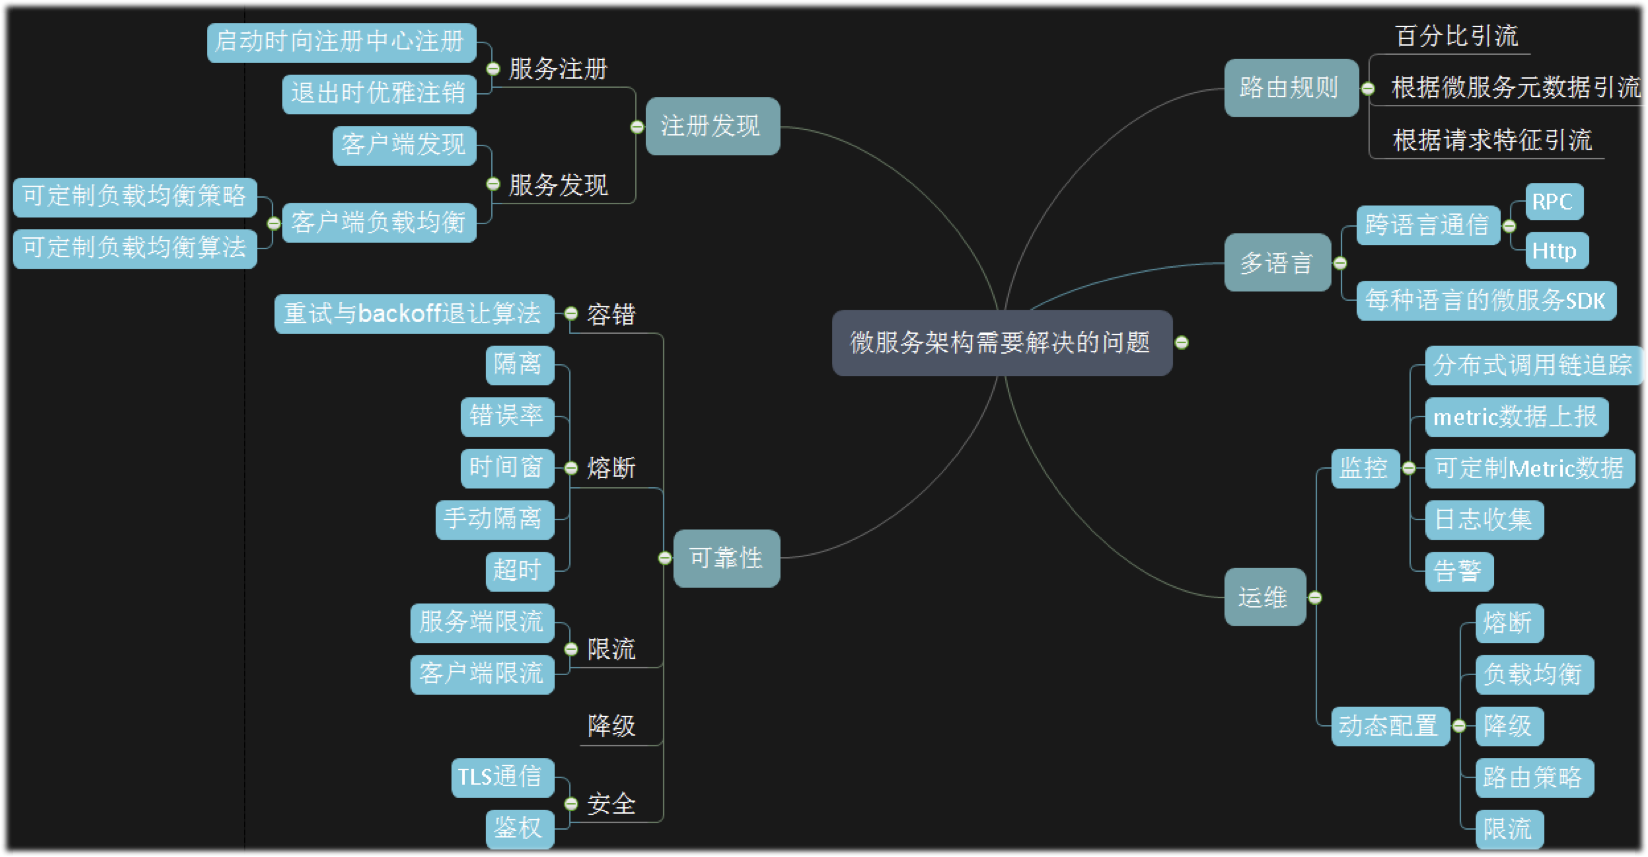 微服务架构需要解决的问题
注册发现
服务注册
启动时向注册中心注册
退出时优雅注销
服务发现
客户端发现
客户端负载均衡
可定制负载均衡策略
可定制负载均衡算法
可靠性
容错
重试与backoff退让算法
熔断
隔离
错误率
时间窗
手动隔离
超时
限流
服务端限流
客户端限流
降级
安全
TLS通信
鉴权
路由规则
百分比引流
根据微服务元数据引流
根据请求特征引流
多语言
跨语言通信
RPC
Http
每种语言的微服务SDK
运维
监控
分布式调用链追踪
metric数据上报
可定制Metric数据
日志收集
告警
动态配置
熔断
负载均衡
降级
路由策略
限流